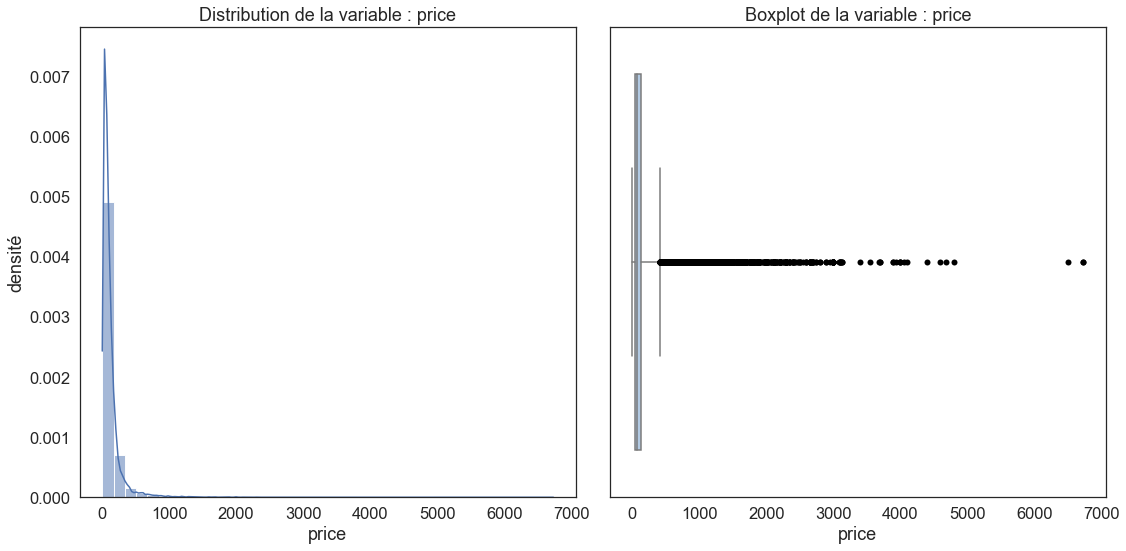 Distribution de la variable : price
densité
0.007
0.006
0.005
0.004
0.003
0.002
0.001
0.000
0 1000 2000 3000 4000 5000 6000 7000
price
Boxplot de la variable : price
0 1000 2000 3000 4000 5000 6000 7000
price